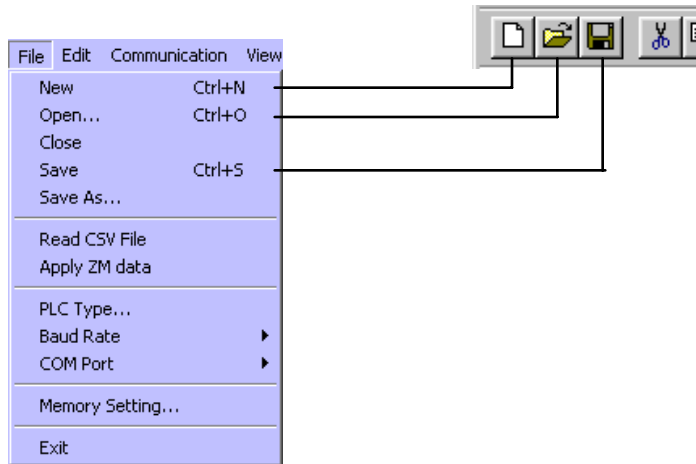 File Edit Communication View
New Ctrl+N
Open... Ctrl+O
Close
Save Ctrl+S
Save As...
Read CSV File
Apply ZM data
PLC Type...
Baud Rate
COM Port
Memory Setting...
Exit